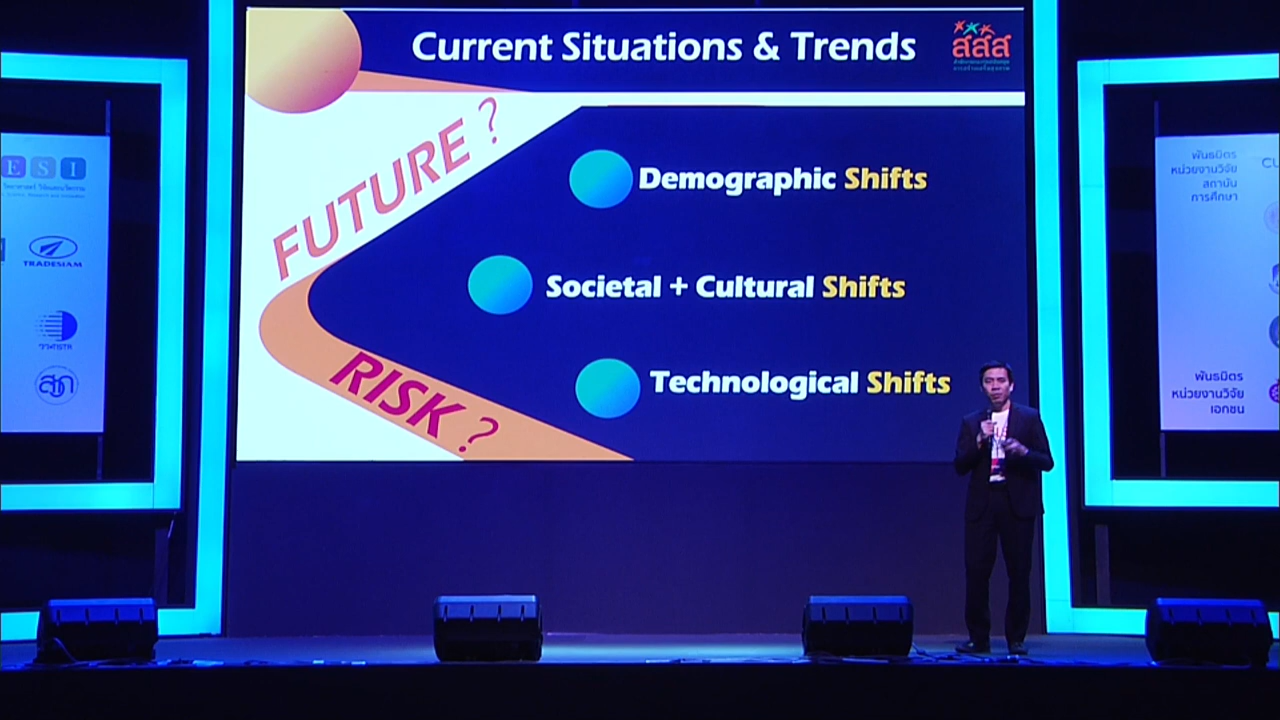 Current Situations & Trends
สสส
FUTURE ?
Demographic Shifts
Societal + Cultural Shifts
Technological Shifts
RISK ?
ESI
TRADESIAM
พันธมิตร
หน่วยงานวิจัย
สถาบัน
การศึกษา
พันธมิตร
หน่วยงานวิจัย
เอกชน